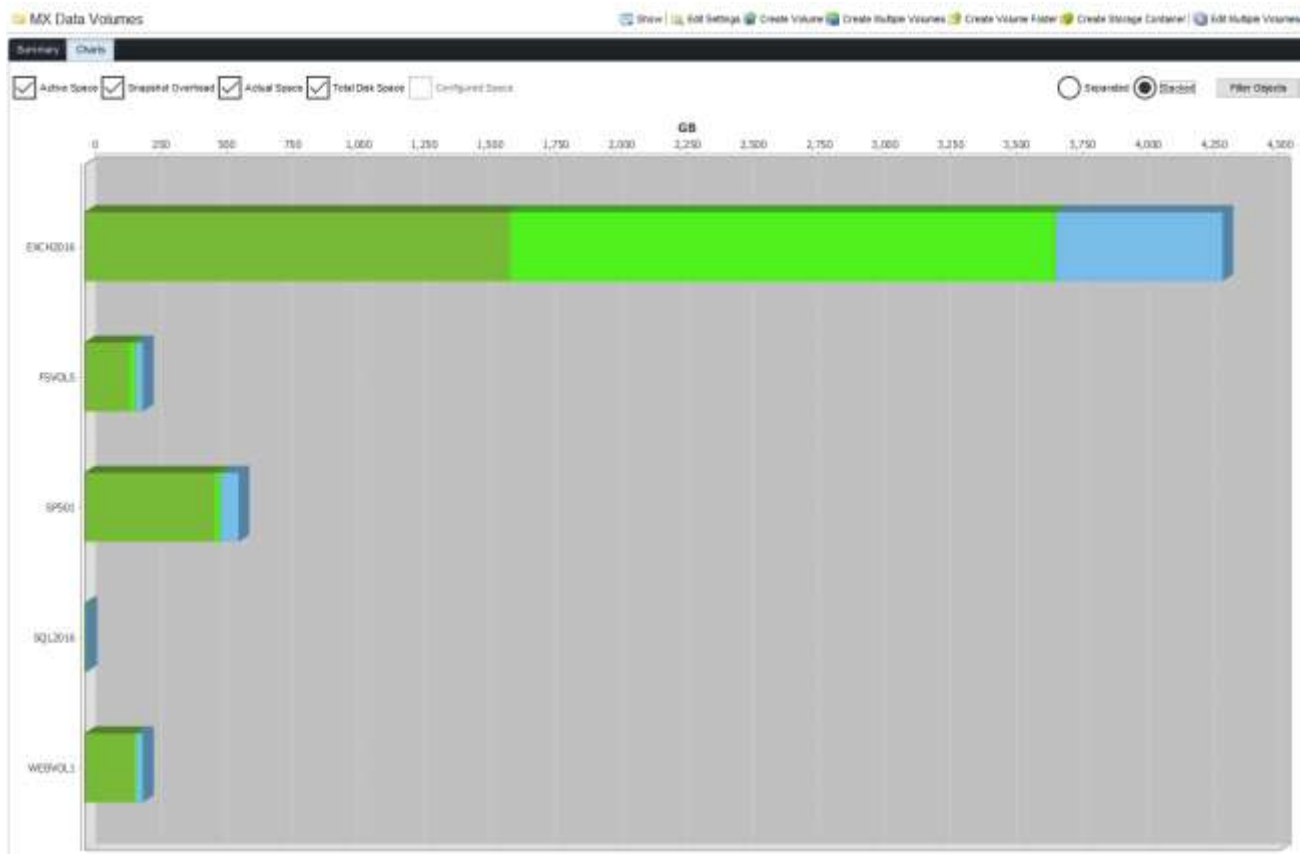 MX Data Volumes
Show | Edit Settings Create Volume Create Multiple Volumes Create Volume Folder Create Storage Container | Edit Multiple Volumes
Summary Charts
Active Space Snapshot Overhead Actual Space Total Disk Space Configured Space Separated Stacked Filter Objects
GB
0 250 500 750 1,000 1,250 1,500 1,750 2,000 2,250 2,500 2,750 3,000 3,250 3,500 3,750 4,000 4,250 4,500
EXCH2016
SP501
SQL2016
WEBVOL1